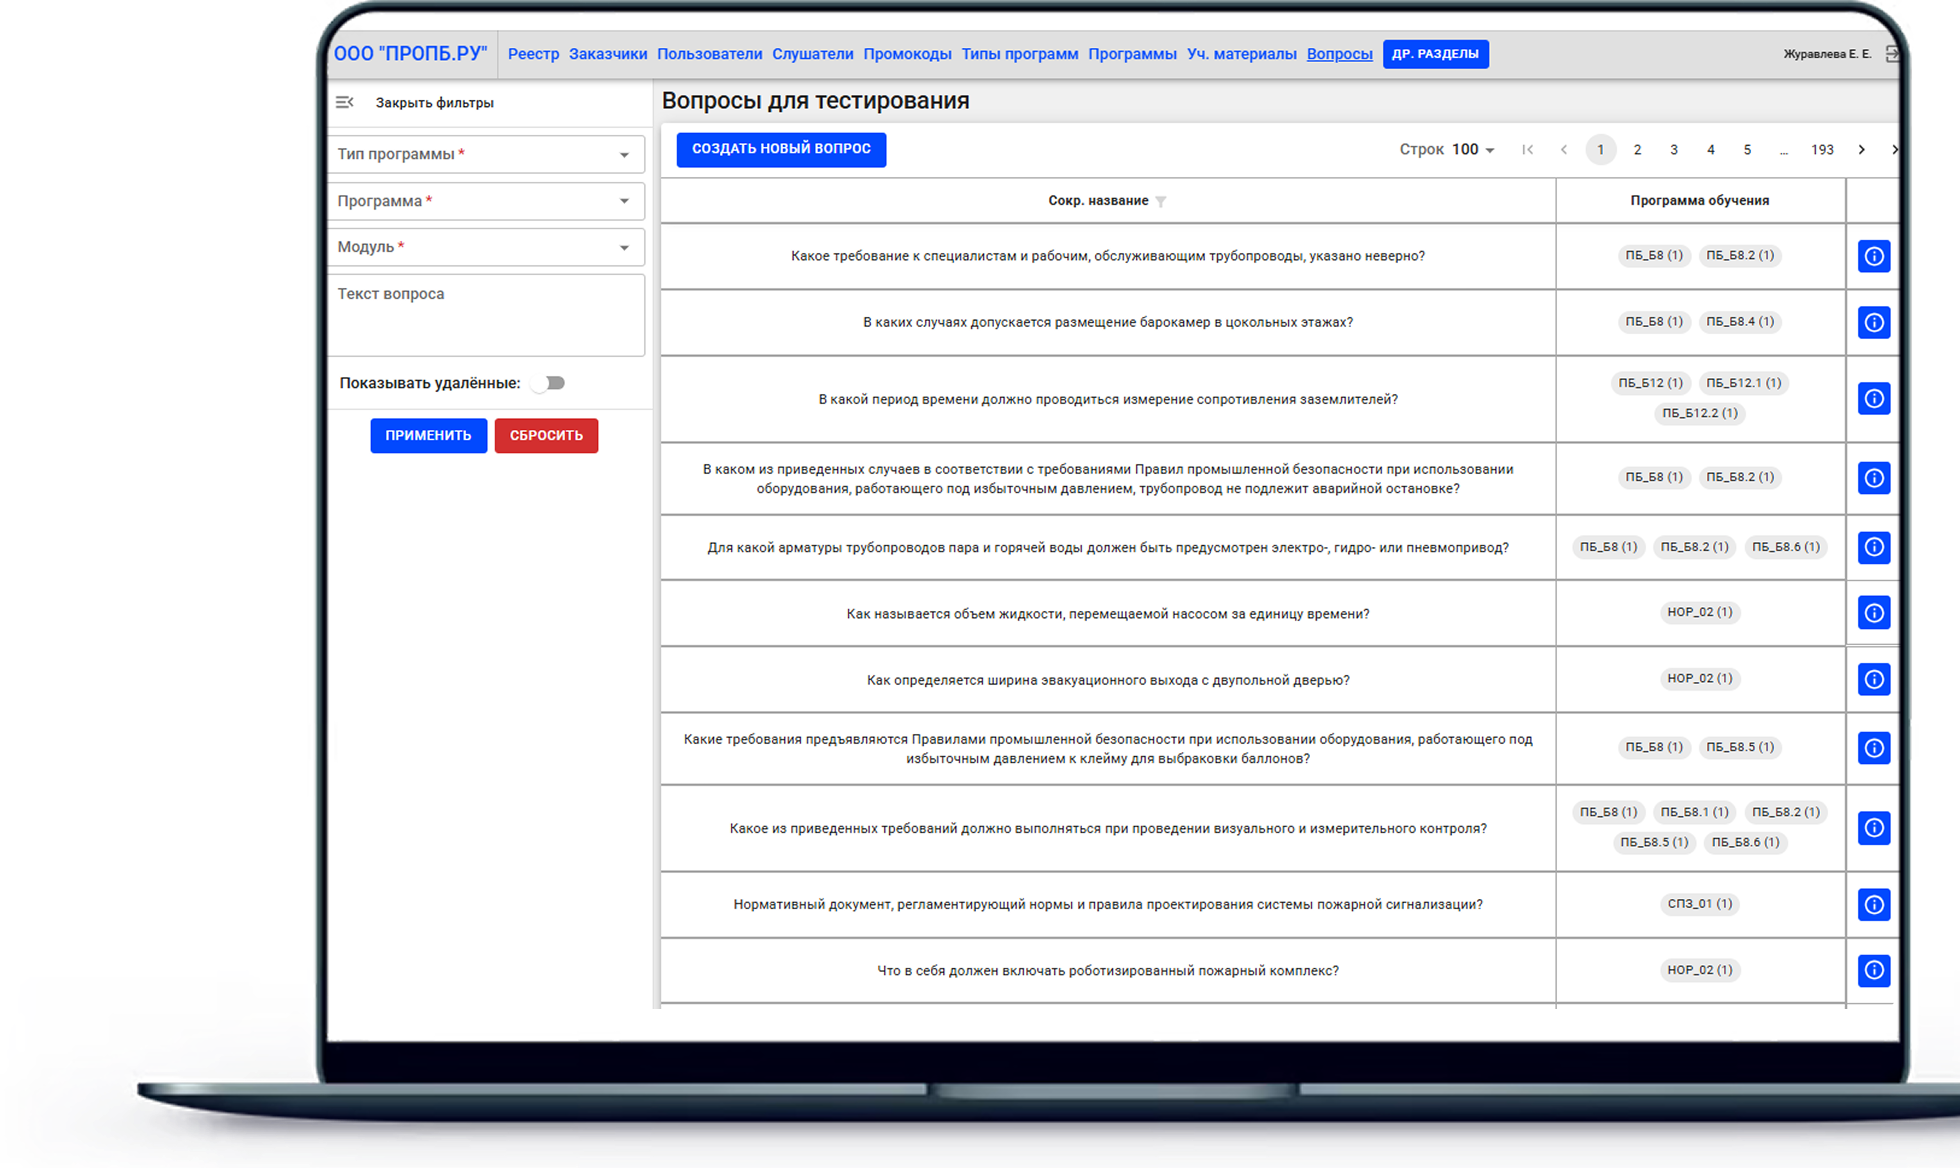 ООО "ПРОПБ.РУ" Реестр Заказчики Пользователи Слушатели Промокоды Типы программ Программы Уч. материалы Вопросы ДР. РАЗДЕЛЫ Журавлева Е. Е.
Закрыть фильтры
Тип программы *
Программа *
Модуль *
Текст вопроса
Показывать удалённые:
ПРИМЕНИТЬ СБРОСИТЬ
Вопросы для тестирования
СОЗДАТЬ НОВЫЙ ВОПРОС Строк 100 1 2 3 4 5 ... 193
Сокр. название Программа обучения
Какое требование к специалистам и рабочим, обслуживающим трубопроводы, указано неверно? ПБ_Б8 (1) ПБ_Б8.2 (1)
В каких случаях допускается размещение барокамер в цокольных этажах? ПБ_Б8 (1) ПБ_Б8.4 (1)
В какой период времени должно проводиться измерение сопротивления заземлителей? ПБ_Б12 (1) ПБ_Б12.1 (1)
ПБ_Б12.2 (1)
В каком из приведенных случаев в соответствии с требованиями Правил промышленной безопасности при использовании
оборудования, работающего под избыточным давлением, трубопровод не подлежит аварийной остановке? ПБ_Б8 (1) ПБ_Б8.2 (1)
Для какой арматуры трубопроводов пара и горячей воды должен быть предусмотрен электро-, гидро- или пневмопривод? ПБ_Б8 (1) ПБ_Б8.2 (1) ПБ_Б8.6 (1)
Как называется объем жидкости, перемещаемой насосом за единицу времени? НОР_02 (1)
Как определяется ширина эвакуационного выхода с двупольной дверью? НОР_02 (1)
Какие требования предъявляются Правилами промышленной безопасности при использовании оборудования, работающего под
избыточным давлением к клейму для выбраковки баллонов? ПБ_Б8 (1) ПБ_Б8.5 (1)
Какое из приведенных требований должно выполняться при проведении визуального и измерительного контроля? ПБ_Б8 (1) ПБ_Б8.1 (1) ПБ_Б8.2 (1)
ПБ_Б8.5 (1) ПБ_Б8.6 (1)
Нормативный документ, регламентирующий нормы и правила проектирования системы пожарной сигнализации? СПЗ_01 (1)
Что в себя должен включать роботизированный пожарный комплекс? НОР_02 (1)